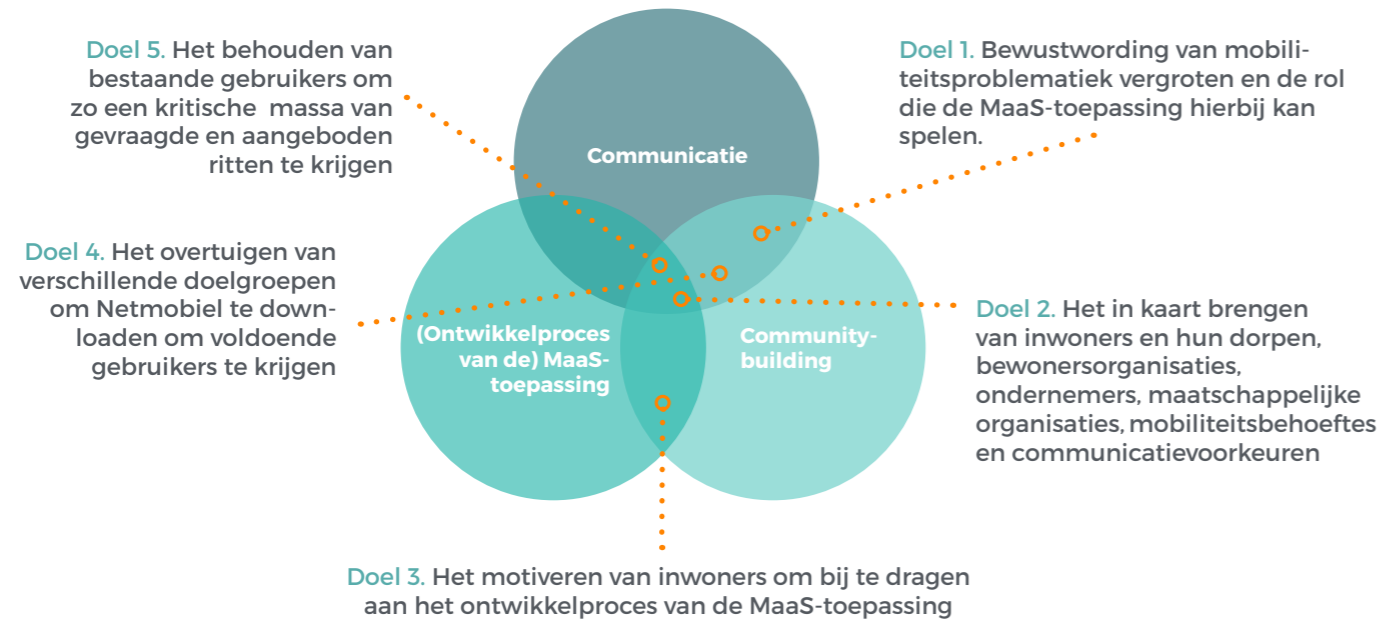 Doel 5. Het behouden van
bestaande gebruikers om
zo een kritische massa van
gevraagde en aangeboden
ritten te krijgen
Doel 1. Bewustwording van mobili-
teitsproblematiek vergroten en de rol
die de MaaS-toepassing hierbij kan
spelen.
Communicatie
Doel 4. Het overtuigen van
verschillende doelgroepen
om Netmobiel te down-
loaden om voldoende
gebruikers te krijgen
(Ontwikkelproces
van de) MaaS-
toepassing
Community-
building
Doel 2. Het in kaart brengen
van inwoners en hun dorpen,
bewonersorganisaties,
ondernemers, maatschappelijke
organisaties, mobiliteitsbehoeftes
en communicatievoorkeuren
Doel 3. Het motiveren van inwoners om bij te dragen
aan het ontwikkelproces van de MaaS-toepassing